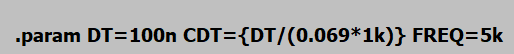 .param DT=100n CDT={DT/(0.069*1k)} FREQ=5k